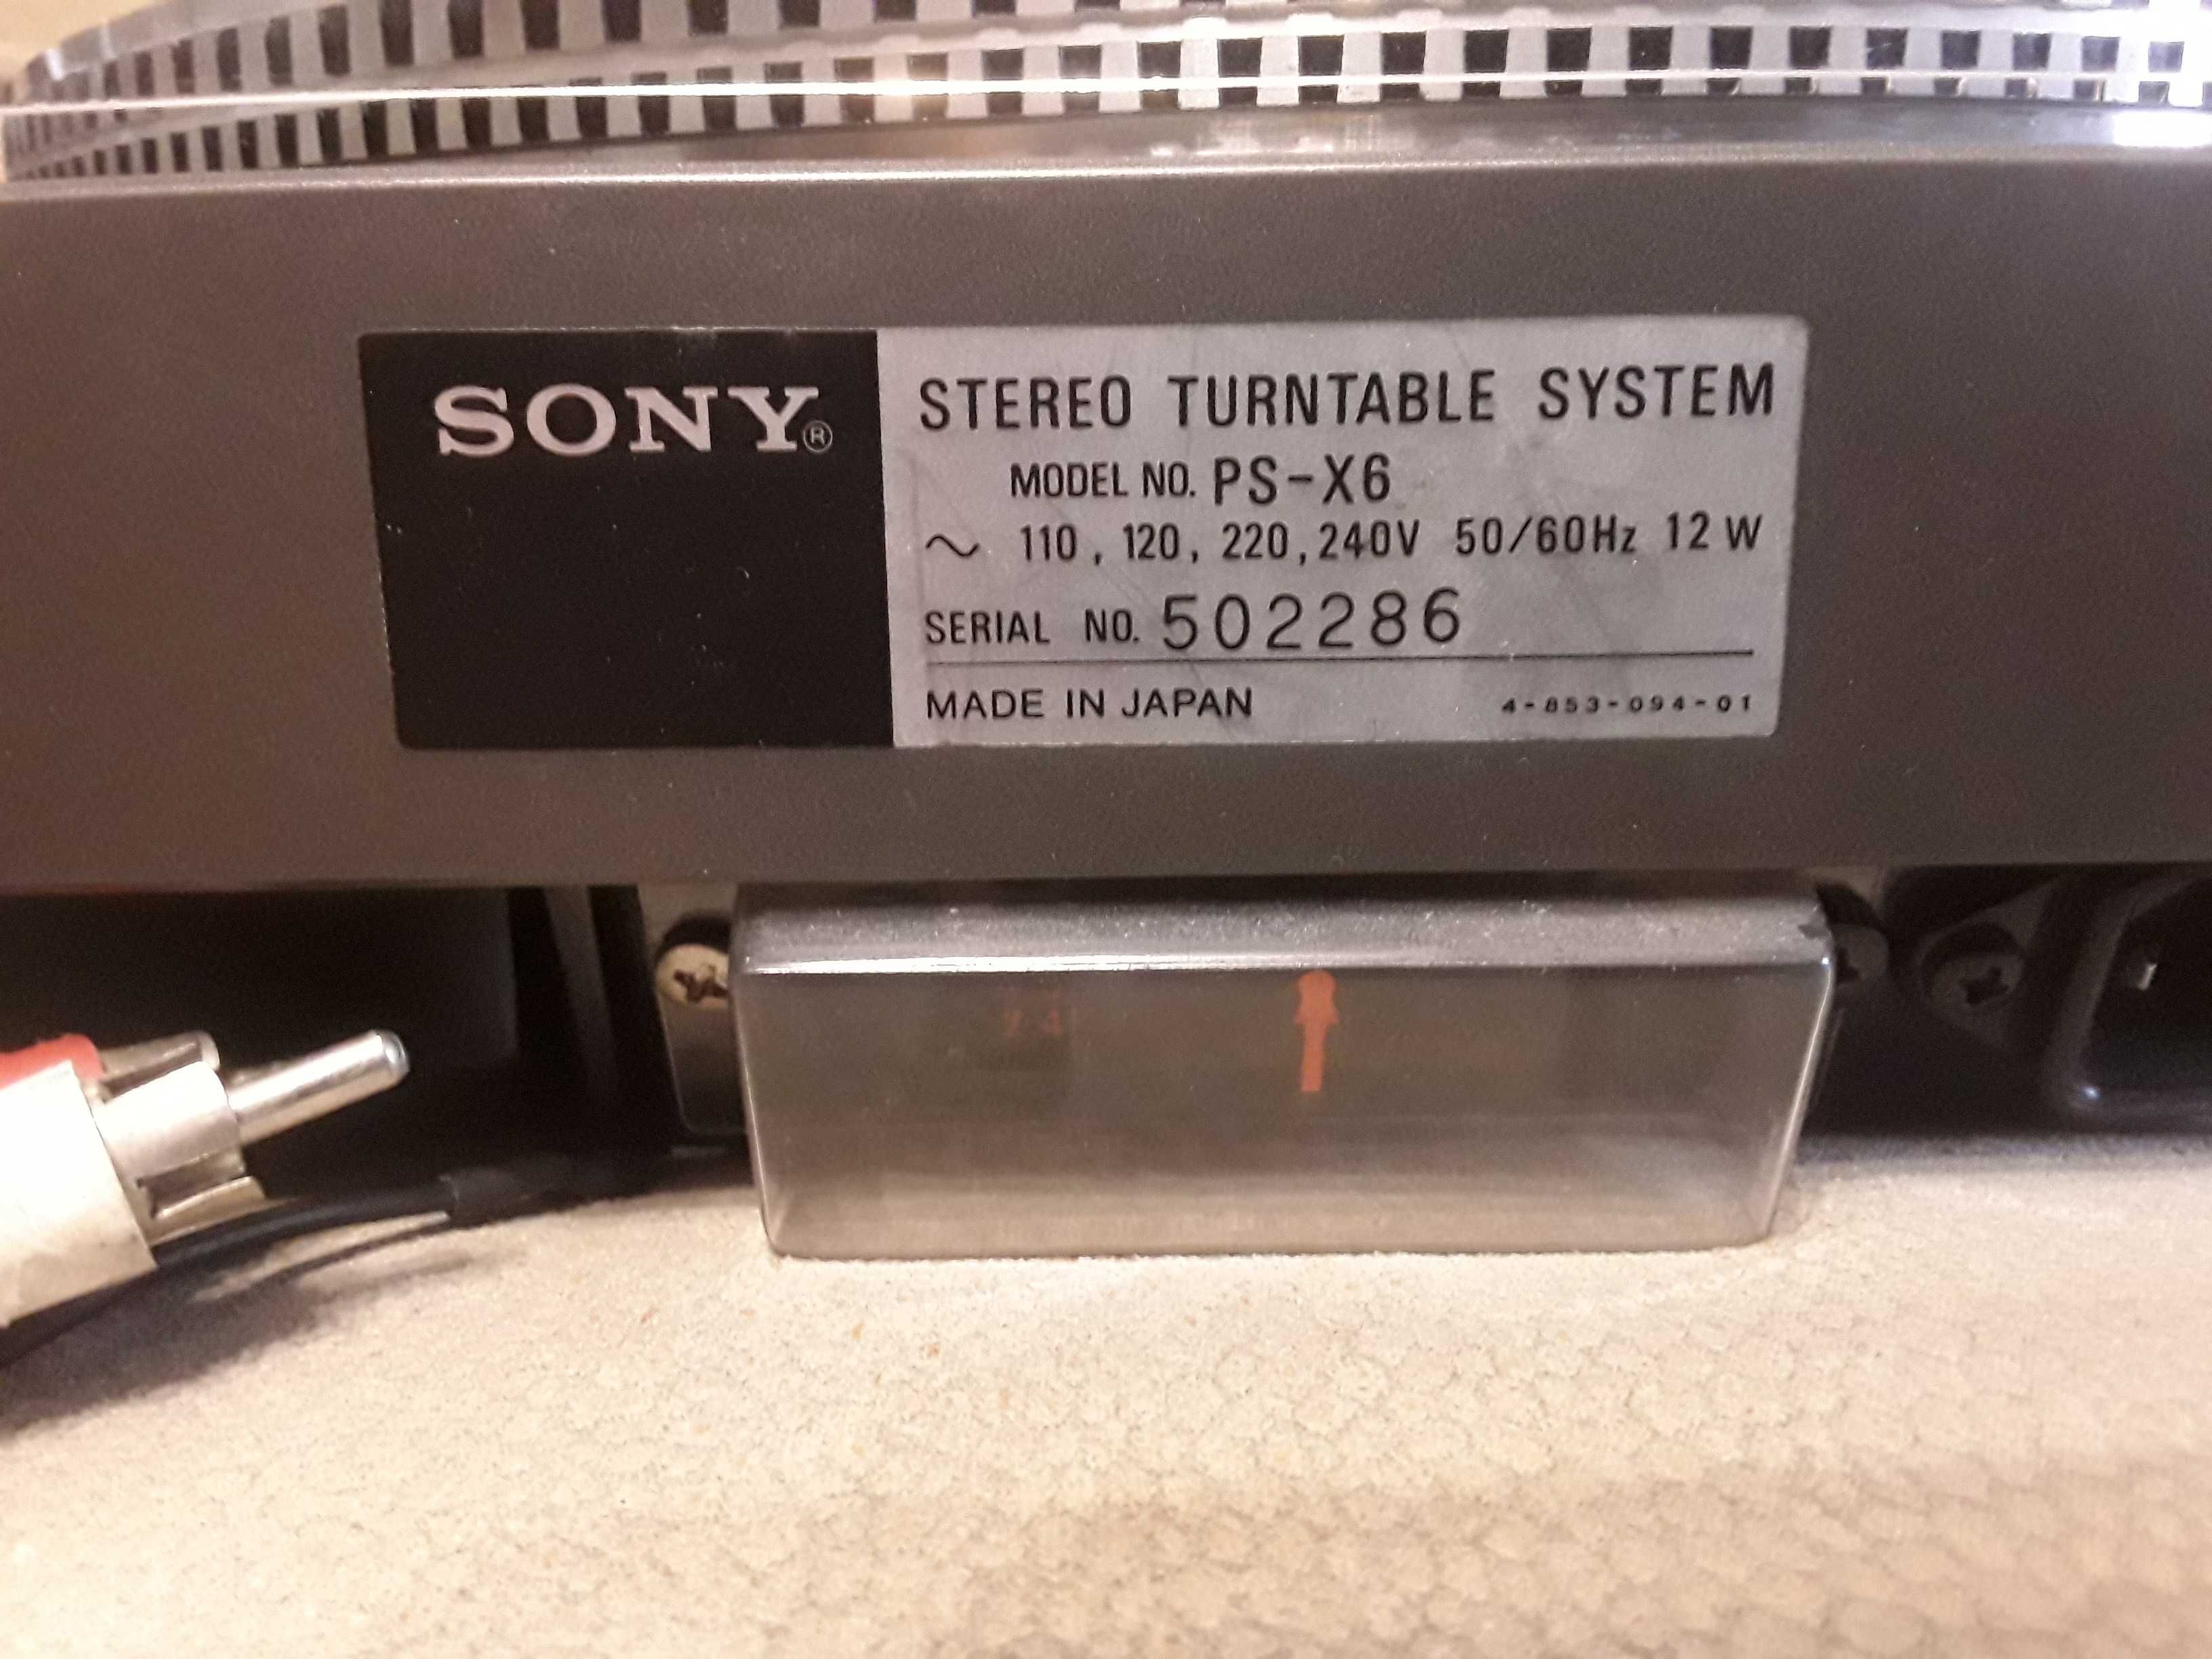 SONY®
STEREO TURNTABLE SYSTEM
MODEL NO. PS-X6
~ 110, 120, 220, 240V 50/60Hz 12 W
SERIAL NO. 502286
MADE IN JAPAN 4-853-094-01